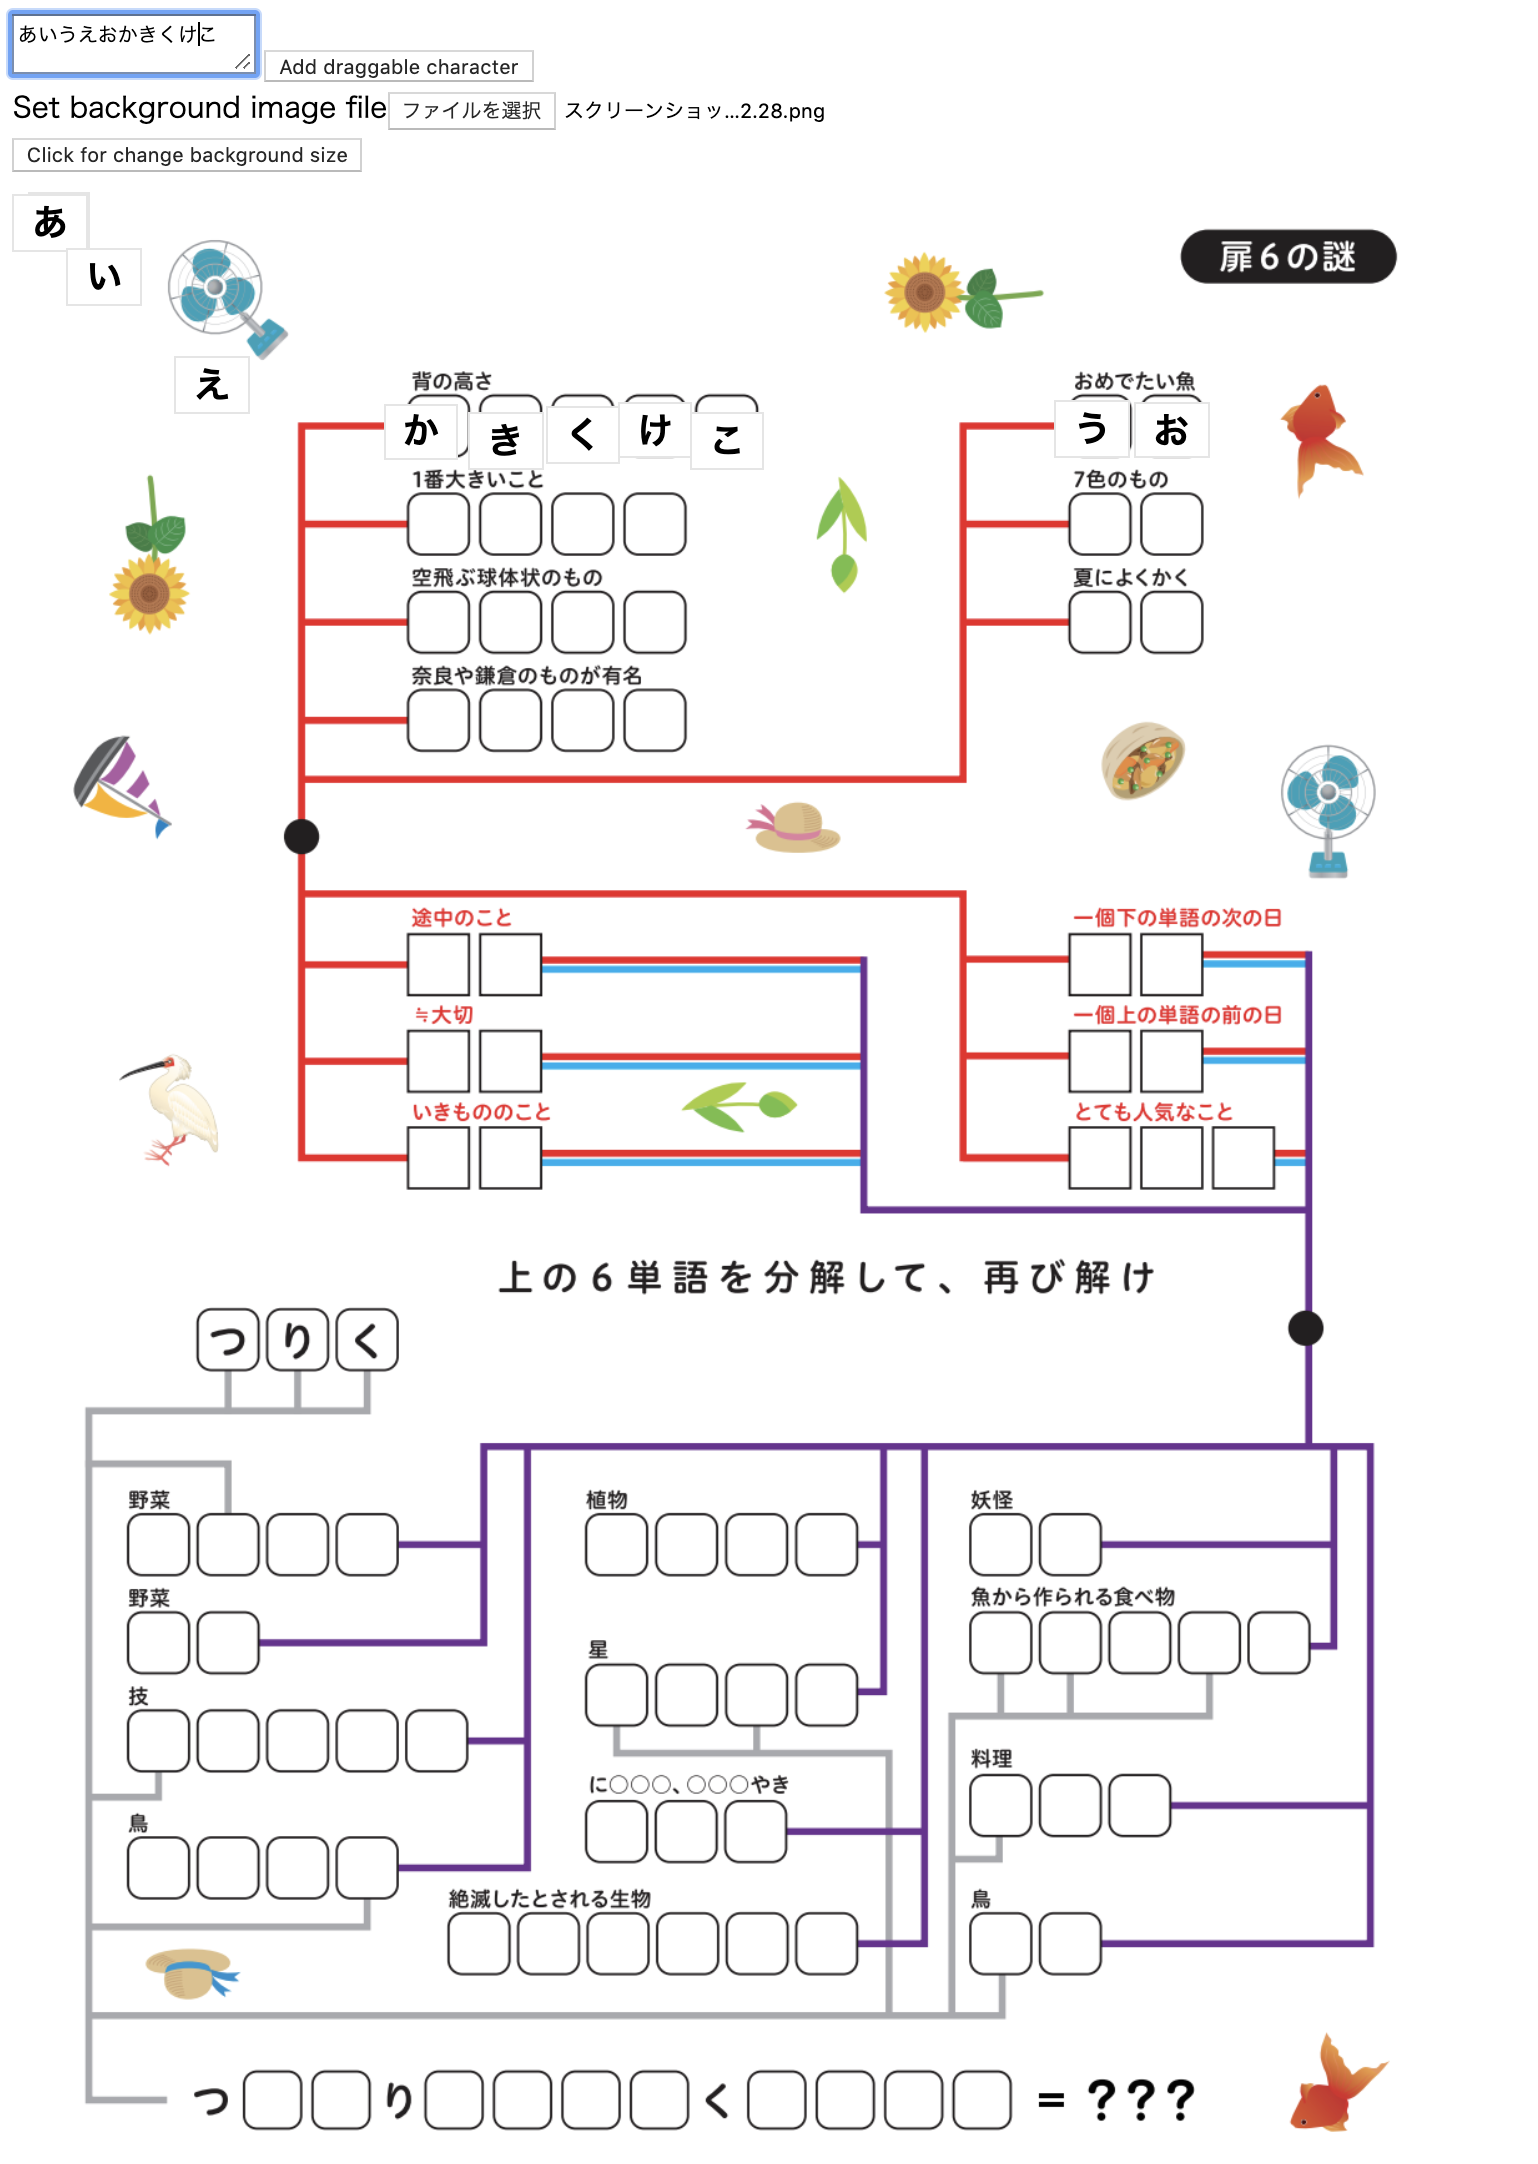 あいうえおかきくけこ
Add draggable character
Set background image file ファイルを選択 スクリーンショッ...2.28.png
Click for change background size
あ
い
扉6の謎
え
背の高さ
か き く け こ
おめでたい魚
う お
1番大きいこと
7色のもの
空飛ぶ球体状のもの
夏によくかく
奈良や鎌倉のものが有名
途中のこと
一個下の単語の次の日
≒大切
一個上の単語の前の日
いきもののこと
とても人気なこと
上の6単語を分解して、再び解け
つ り く
野菜
植物
妖怪
野菜
魚から作られる食べ物
星
技
料理
に○○○、○○○やき
鳥
絶滅したとされる生物
鳥
つ□□り□□□□く□□□□=???